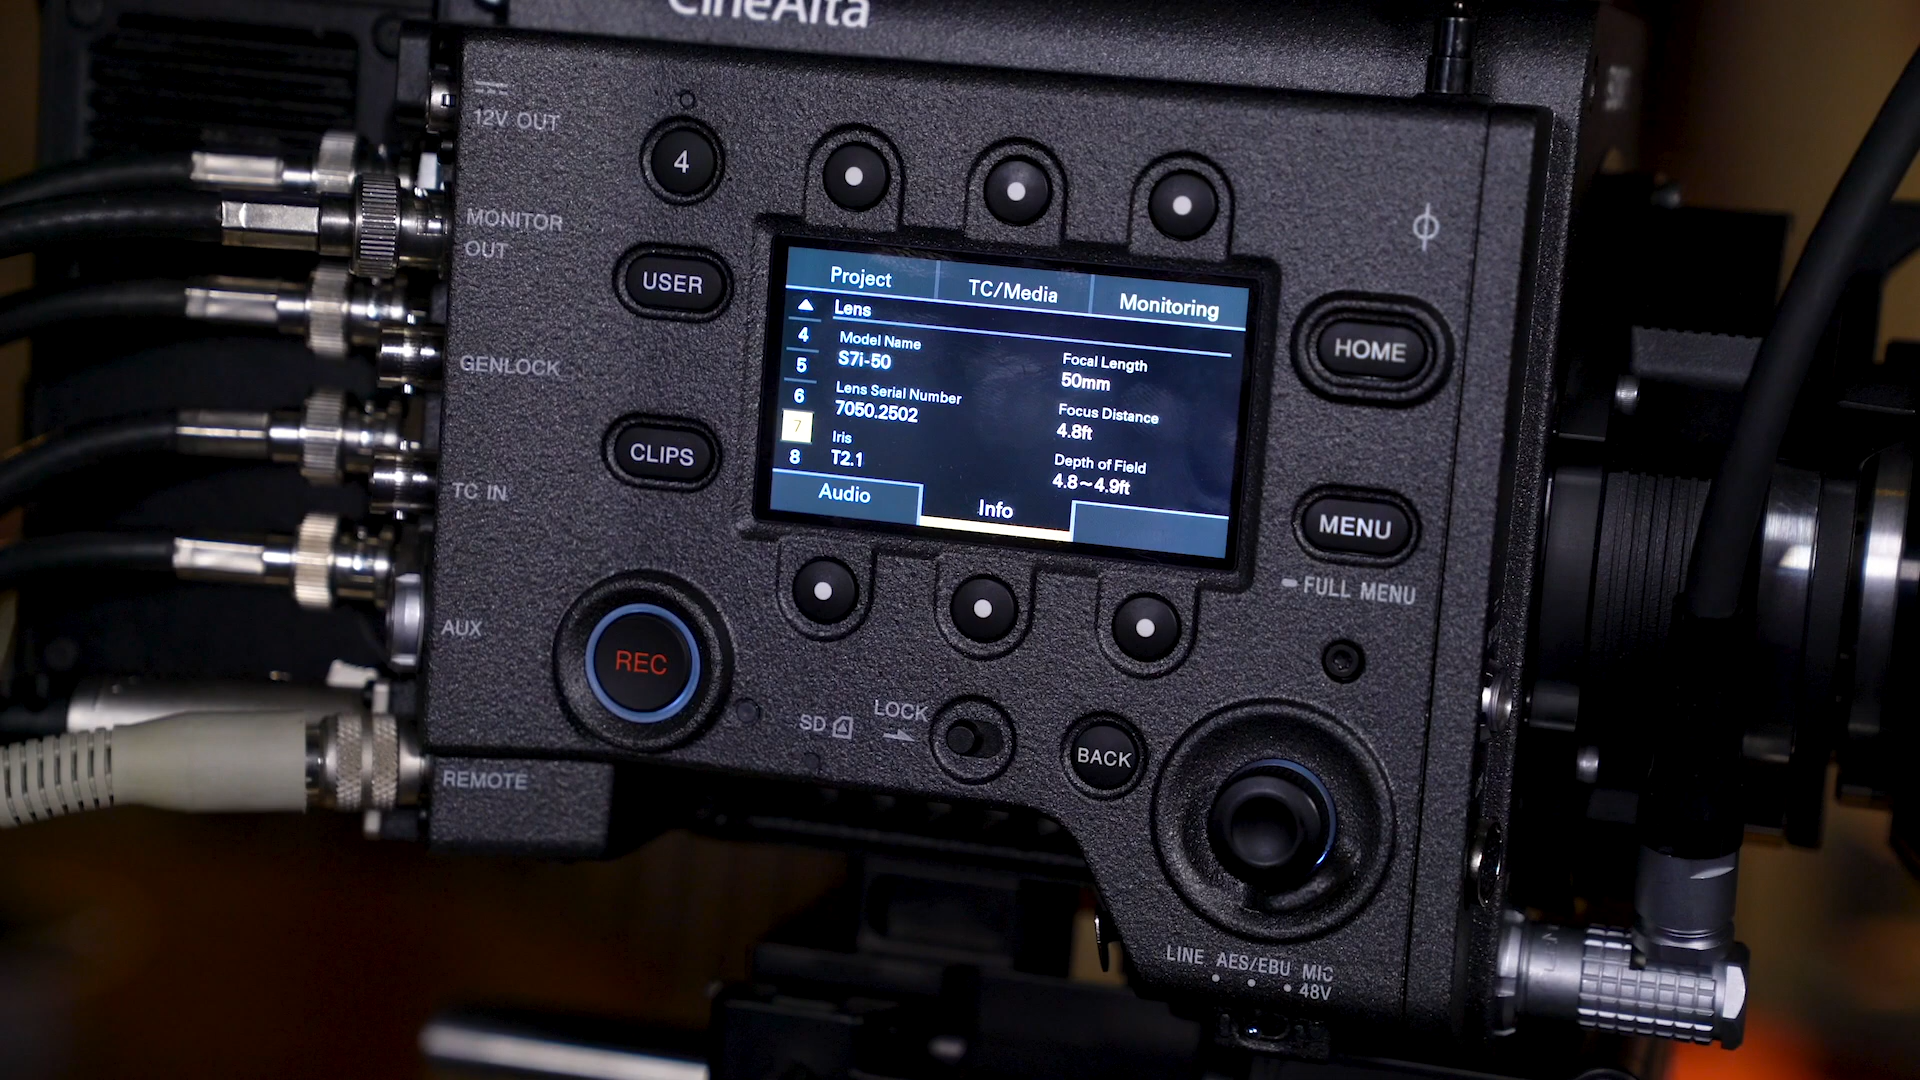 CineAlta
12V OUT
4
MONITOR
OUT
USER
GENLOCK
CLIPS
TC IN
AUX
REC
REMOTE
Project
TC/Media
Monitoring
Lens
4
5
6
7
8
Model Name
S7i-50
Lens Serial Number
7050.2502
Iris
T2.1
Focal Length
50mm
Focus Distance
4.8ft
Depth of Field
4.8~4.9ft
Audio
Info
HOME
MENU
FULL MENU
SD
LOCK
BACK
LINE AES/EBU MIC
48V